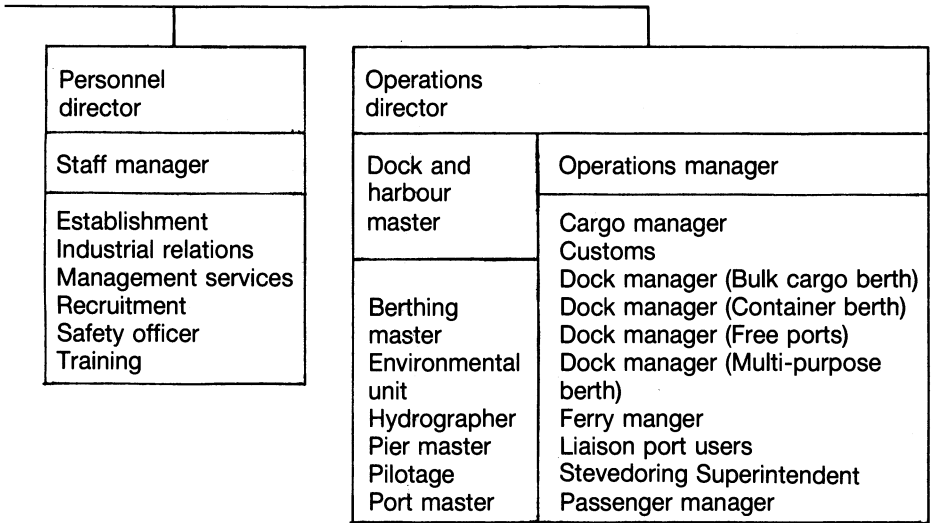 Personnel
director
Staff manager
Establishment
Industrial relations
Management services
Recruitment
Safety officer
Training
Operations
director
Dock and
harbour
master
Berthing
master
Environmental
unit
Hydrographer
Pier master
Pilotage
Port master
Operations manager
Cargo manager
Customs
Dock manager (Bulk cargo berth)
Dock manager (Container berth)
Dock manager (Free ports)
Dock manager (Multi-purpose
berth)
Ferry manger
Liaison port users
Stevedoring Superintendent
Passenger manager